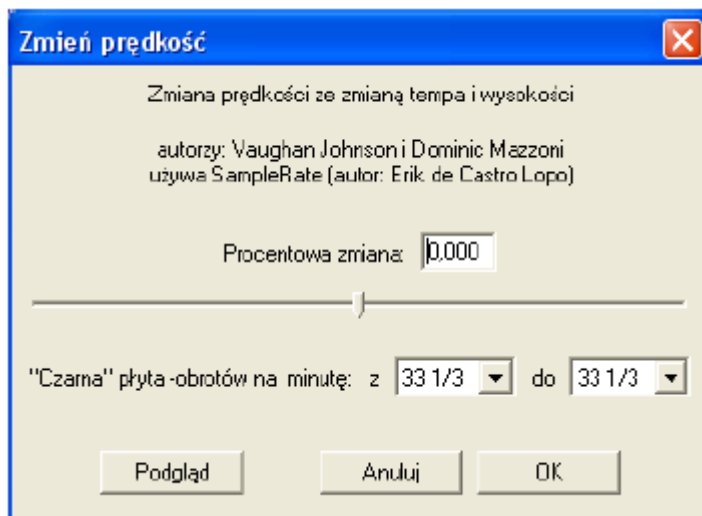 Zmień prędkość
Zmiana prędkości ze zmianą tempa i wysokości
autorzy: Vaughan Johnson i Dominic Mazzoni
używa SampleRate (autor: Erik de Castro Lopo)
Procentowa zmiana: 0,000
"Czarna" płyta -obrotów na minutę: z 33 1/3 do 33 1/3
Podgląd Anuluj OK